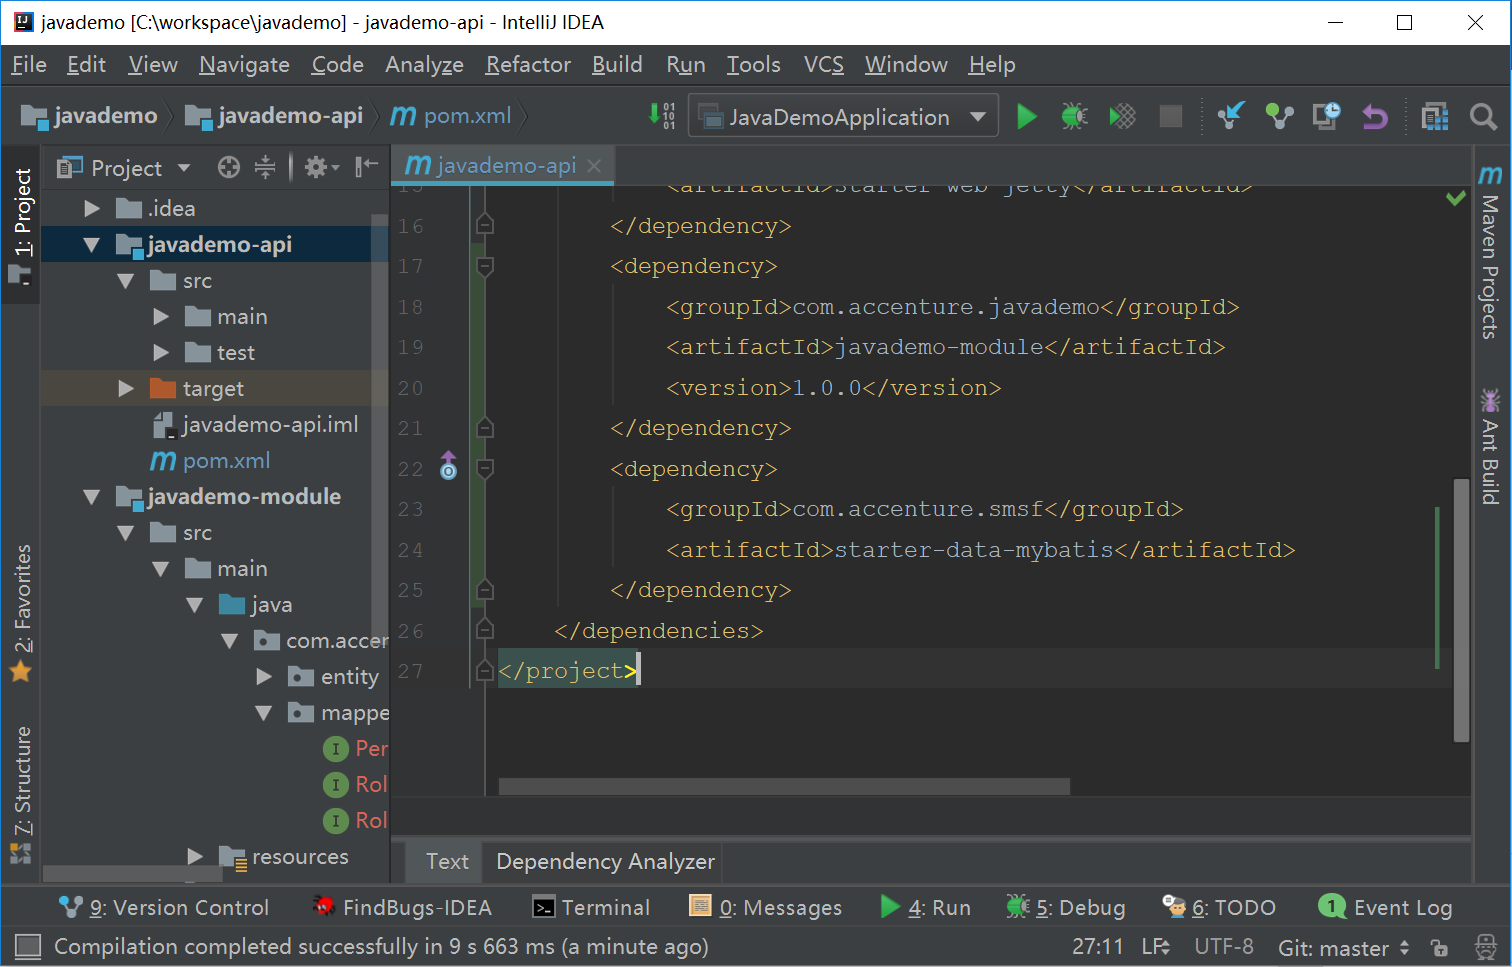 javademo [C:\workspace\javademo] - javademo-api - IntelliJ IDEA
File Edit View Navigate Code Analyze Refactor Build Run Tools VCS Window Help
javademo javademo-api pom.xml JavaDemoApplication
1: Project
2: Favorites
7: Structure
Project
.idea
javademo-api
src
main
test
target
javademo-api.iml
pom.xml
javademo-module
src
main
java
com.accer
entity
mappe
Per
Rol
Rol
resources
javademo-api
15 <artifactId>starter-web-jetty</artifactId>
16 </dependency>
17 <dependency>
18 <groupId>com.accenture.javademo</groupId>
19 <artifactId>javademo-module</artifactId>
20 <version>1.0.0</version>
21 </dependency>
22 <dependency>
23 <groupId>com.accenture.smsf</groupId>
24 <artifactId>starter-data-mybatis</artifactId>
25 </dependency>
26 </dependencies>
27 </project>
Text Dependency Analyzer
Maven Projects
Ant Build
9: Version Control FindBugs-IDEA Terminal 0: Messages 4: Run 5: Debug 6: TODO 1 Event Log
Compilation completed successfully in 9 s 663 ms (a minute ago) 27:11 LF UTF-8 Git: master